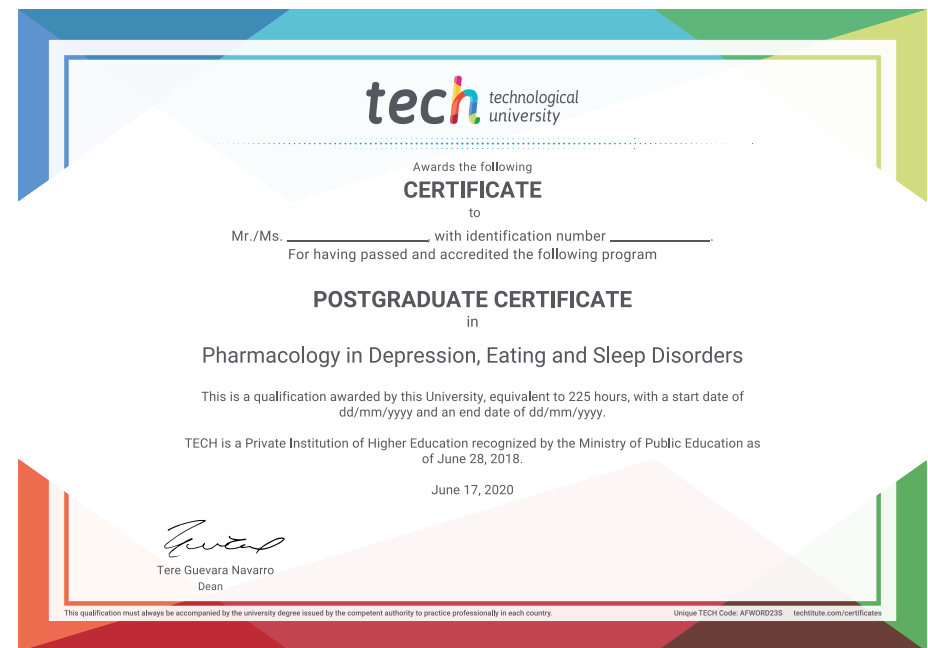 tech technological
university
Awards the following
CERTIFICATE
to
Mr./Ms. ____________________, with identification number ______________.
For having passed and accredited the following program
POSTGRADUATE CERTIFICATE
in
Pharmacology in Depression, Eating and Sleep Disorders
This is a qualification awarded by this University, equivalent to 225 hours, with a start date of
dd/mm/yyyy and an end date of dd/mm/yyyy.
TECH is a Private Institution of Higher Education recognized by the Ministry of Public Education as
of June 28, 2018.
June 17, 2020
Tere Guevara Navarro
Dean
This qualification must always be accompanied by the university degree issued by the competent authority to practice professionally in each country.
Unique TECH Code: AFWORD23S techtitute.com/certificates